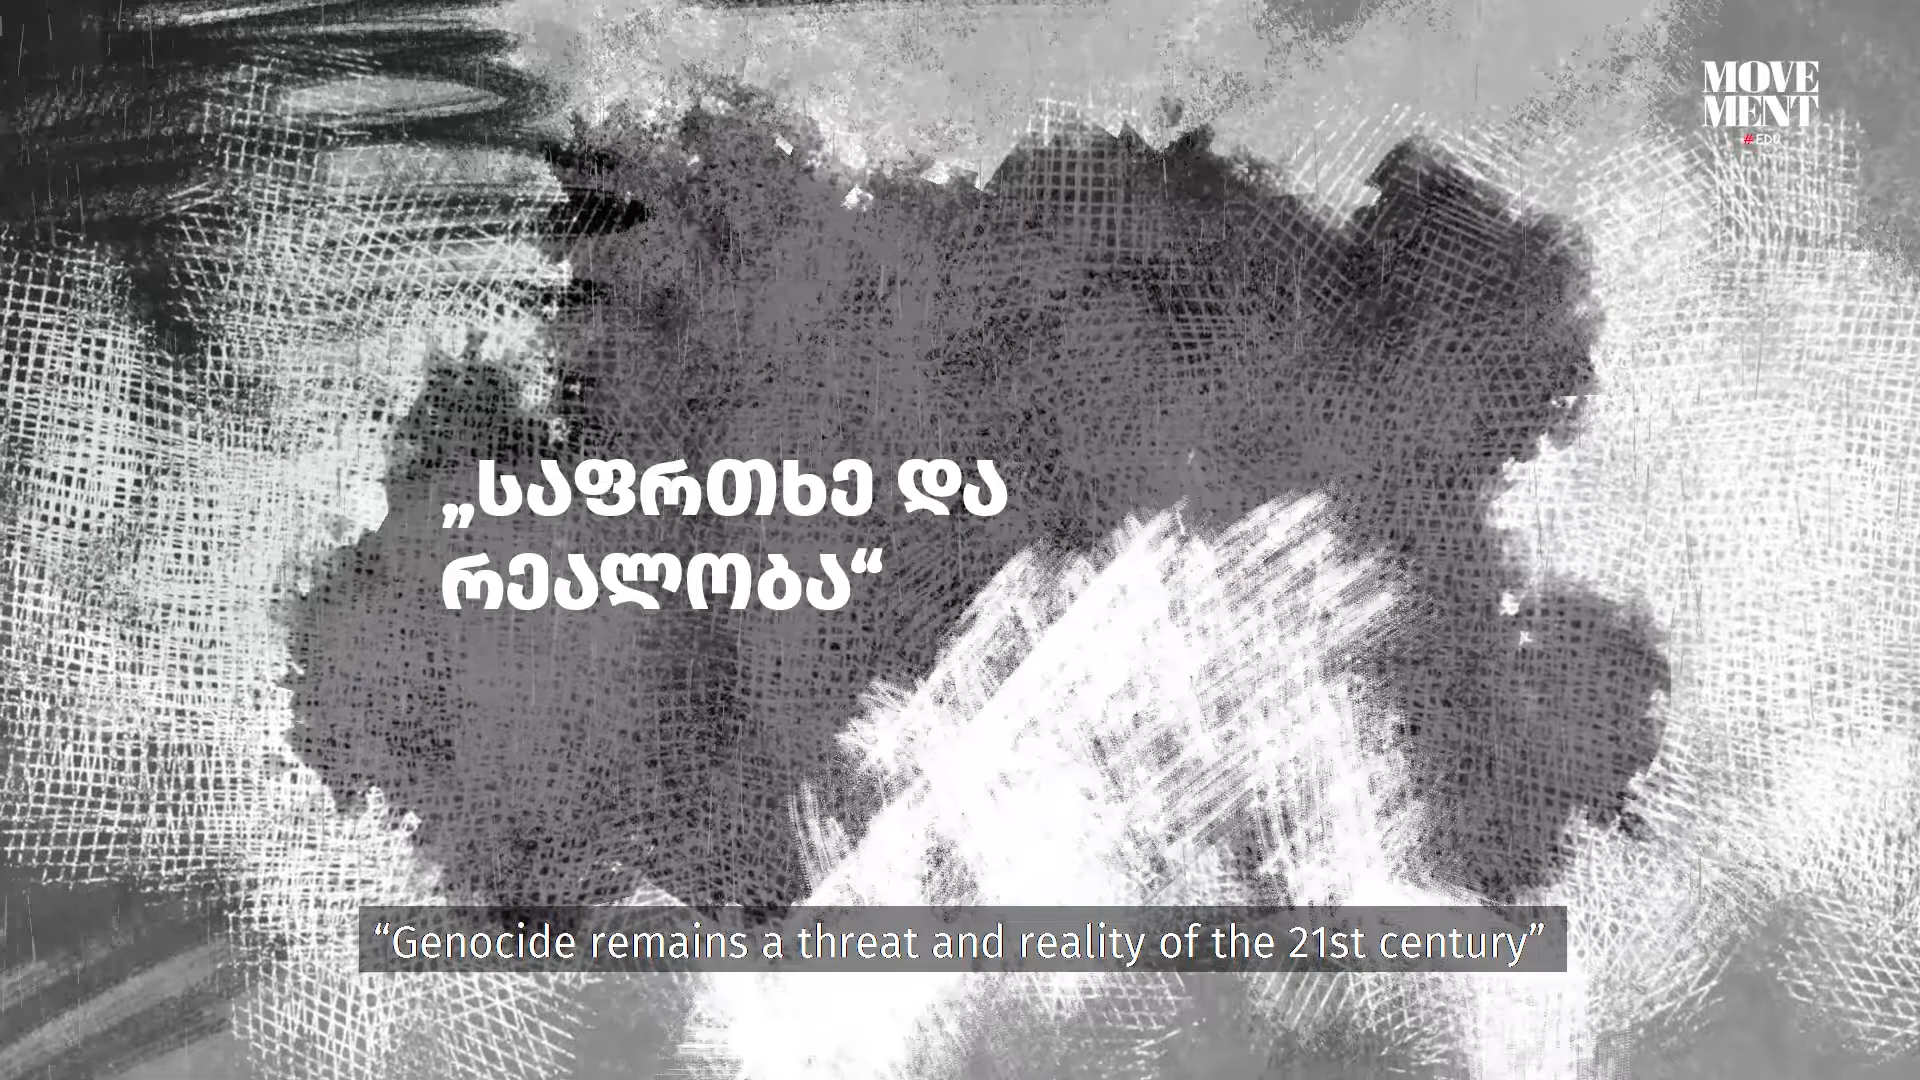 MOVE
MENT
#EDU
„საფრთხე და
რეალობა“
“Genocide remains a threat and reality of the 21st century”